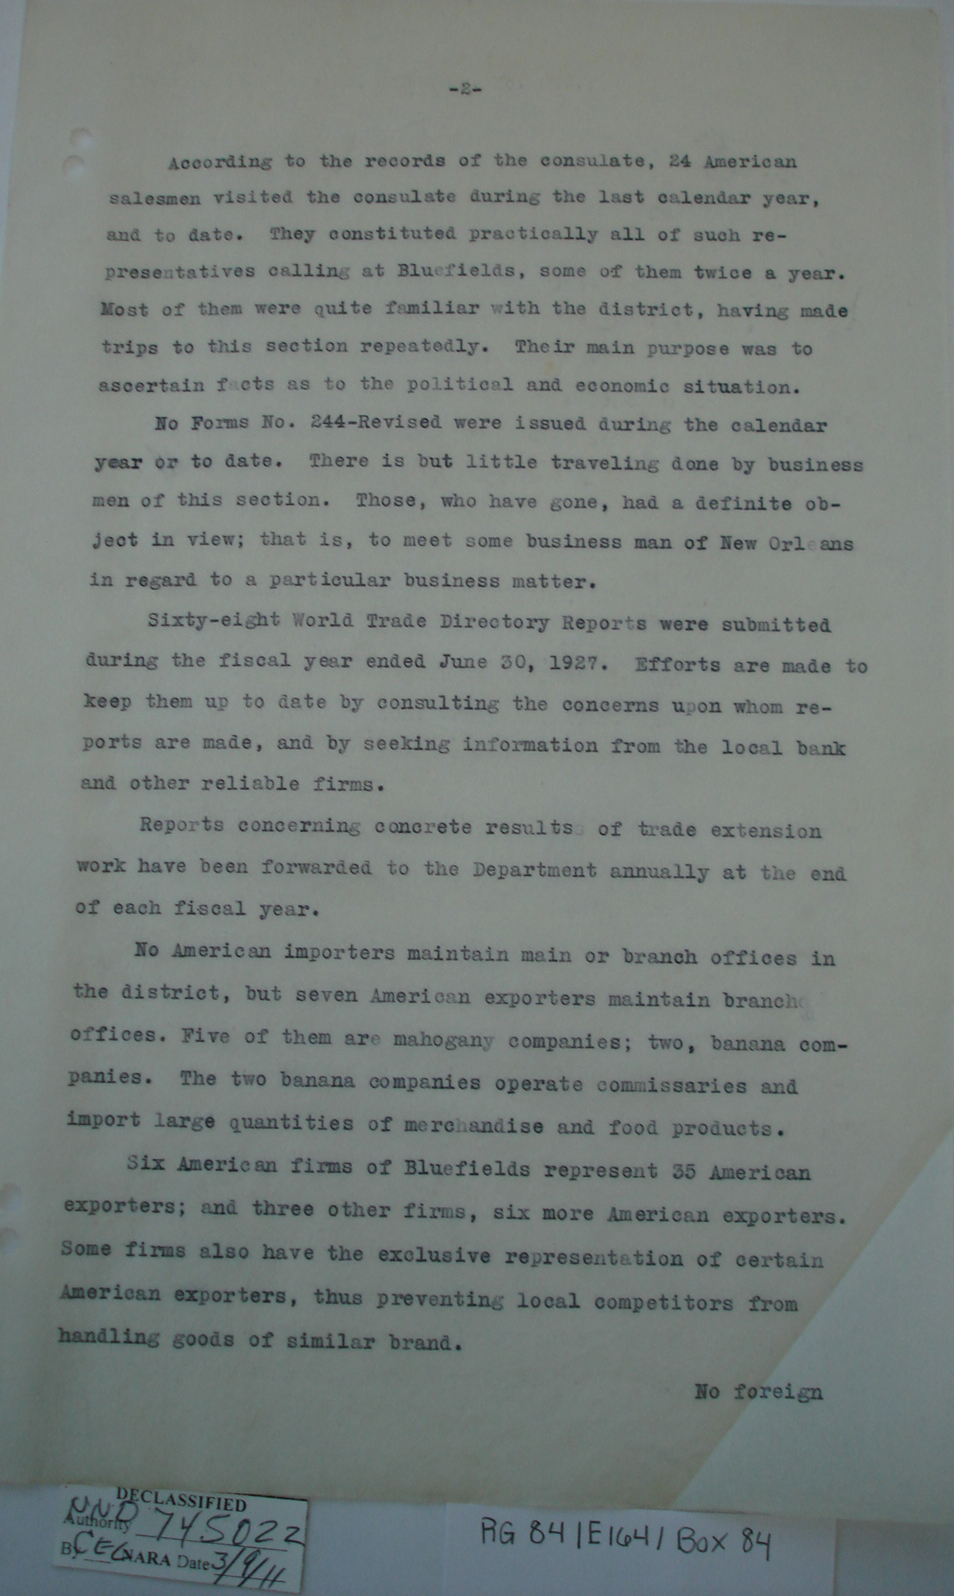 -2-
According to the records of the consulate, 24 American
salesmen visited the consulate during the last calendar year,
and to date. They constituted practically all of such re-
presentatives calling at Bluefields, some of them twice a year.
Most of them were quite familiar with the district, having made
trips to this section repeatedly. Their main purpose was to
ascertain facts as to the political and economic situation.
No Forms No. 244-Revised were issued during the calendar
year or to date. There is but little traveling done by business
men of this section. Those, who have gone, had a definite ob-
ject in view; that is, to meet some business man of New Orleans
in regard to a particular business matter.
Sixty-eight World Trade Directory Reports were submitted
during the fiscal year ended June 30, 1927. Efforts are made to
keep them up to date by consulting the concerns upon whom re-
ports are made, and by seeking information from the local bank
and other reliable firms.
Reports concerning concrete results of trade extension
work have been forwarded to the Department annually at the end
of each fiscal year.
No American importers maintain main or branch offices in
the district, but seven American exporters maintain branch
offices. Five of them are mahogany companies; two, banana com-
panies. The two banana companies operate commissaries and
import large quantities of merchandise and food products.
Six American firms of Bluefields represent 35 American
exporters; and three other firms, six more American exporters.
Some firms also have the exclusive representation of certain
American exporters, thus preventing local competitors from
handling goods of similar brand.
No foreign
DECLASSIFIED
Authority NND 745022
By CEG NARA Date 3/9/11
RG 84/E164/Box 84